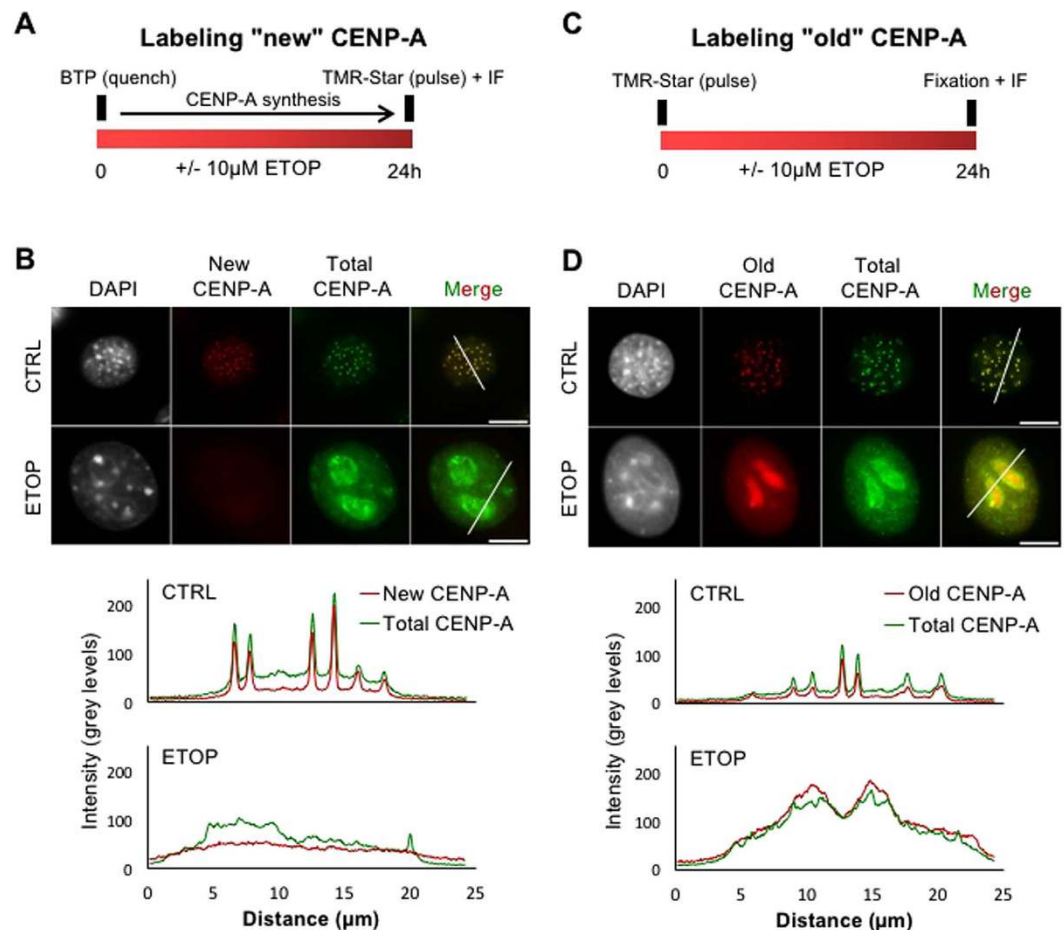 A
Labeling "new" CENP-A
BTP (quench)
TMR-Star (pulse) + IF
CENP-A synthesis
0
+/- 10µM ETOP
24h
C
Labeling "old" CENP-A
TMR-Star (pulse)
Fixation + IF
0
+/- 10µM ETOP
24h
B
DAPI
New
CENP-A
Total
CENP-A
Merge
CTRL
ETOP
CTRL
New CENP-A
Total CENP-A
200
100
0
ETOP
200
100
0
Intensity (grey levels)
0 5 10 15 20 25
Distance (µm)
D
DAPI
Old
CENP-A
Total
CENP-A
Merge
CTRL
ETOP
CTRL
Old CENP-A
Total CENP-A
200
100
0
ETOP
200
100
0
Intensity (grey levels)
0 5 10 15 20 25
Distance (µm)